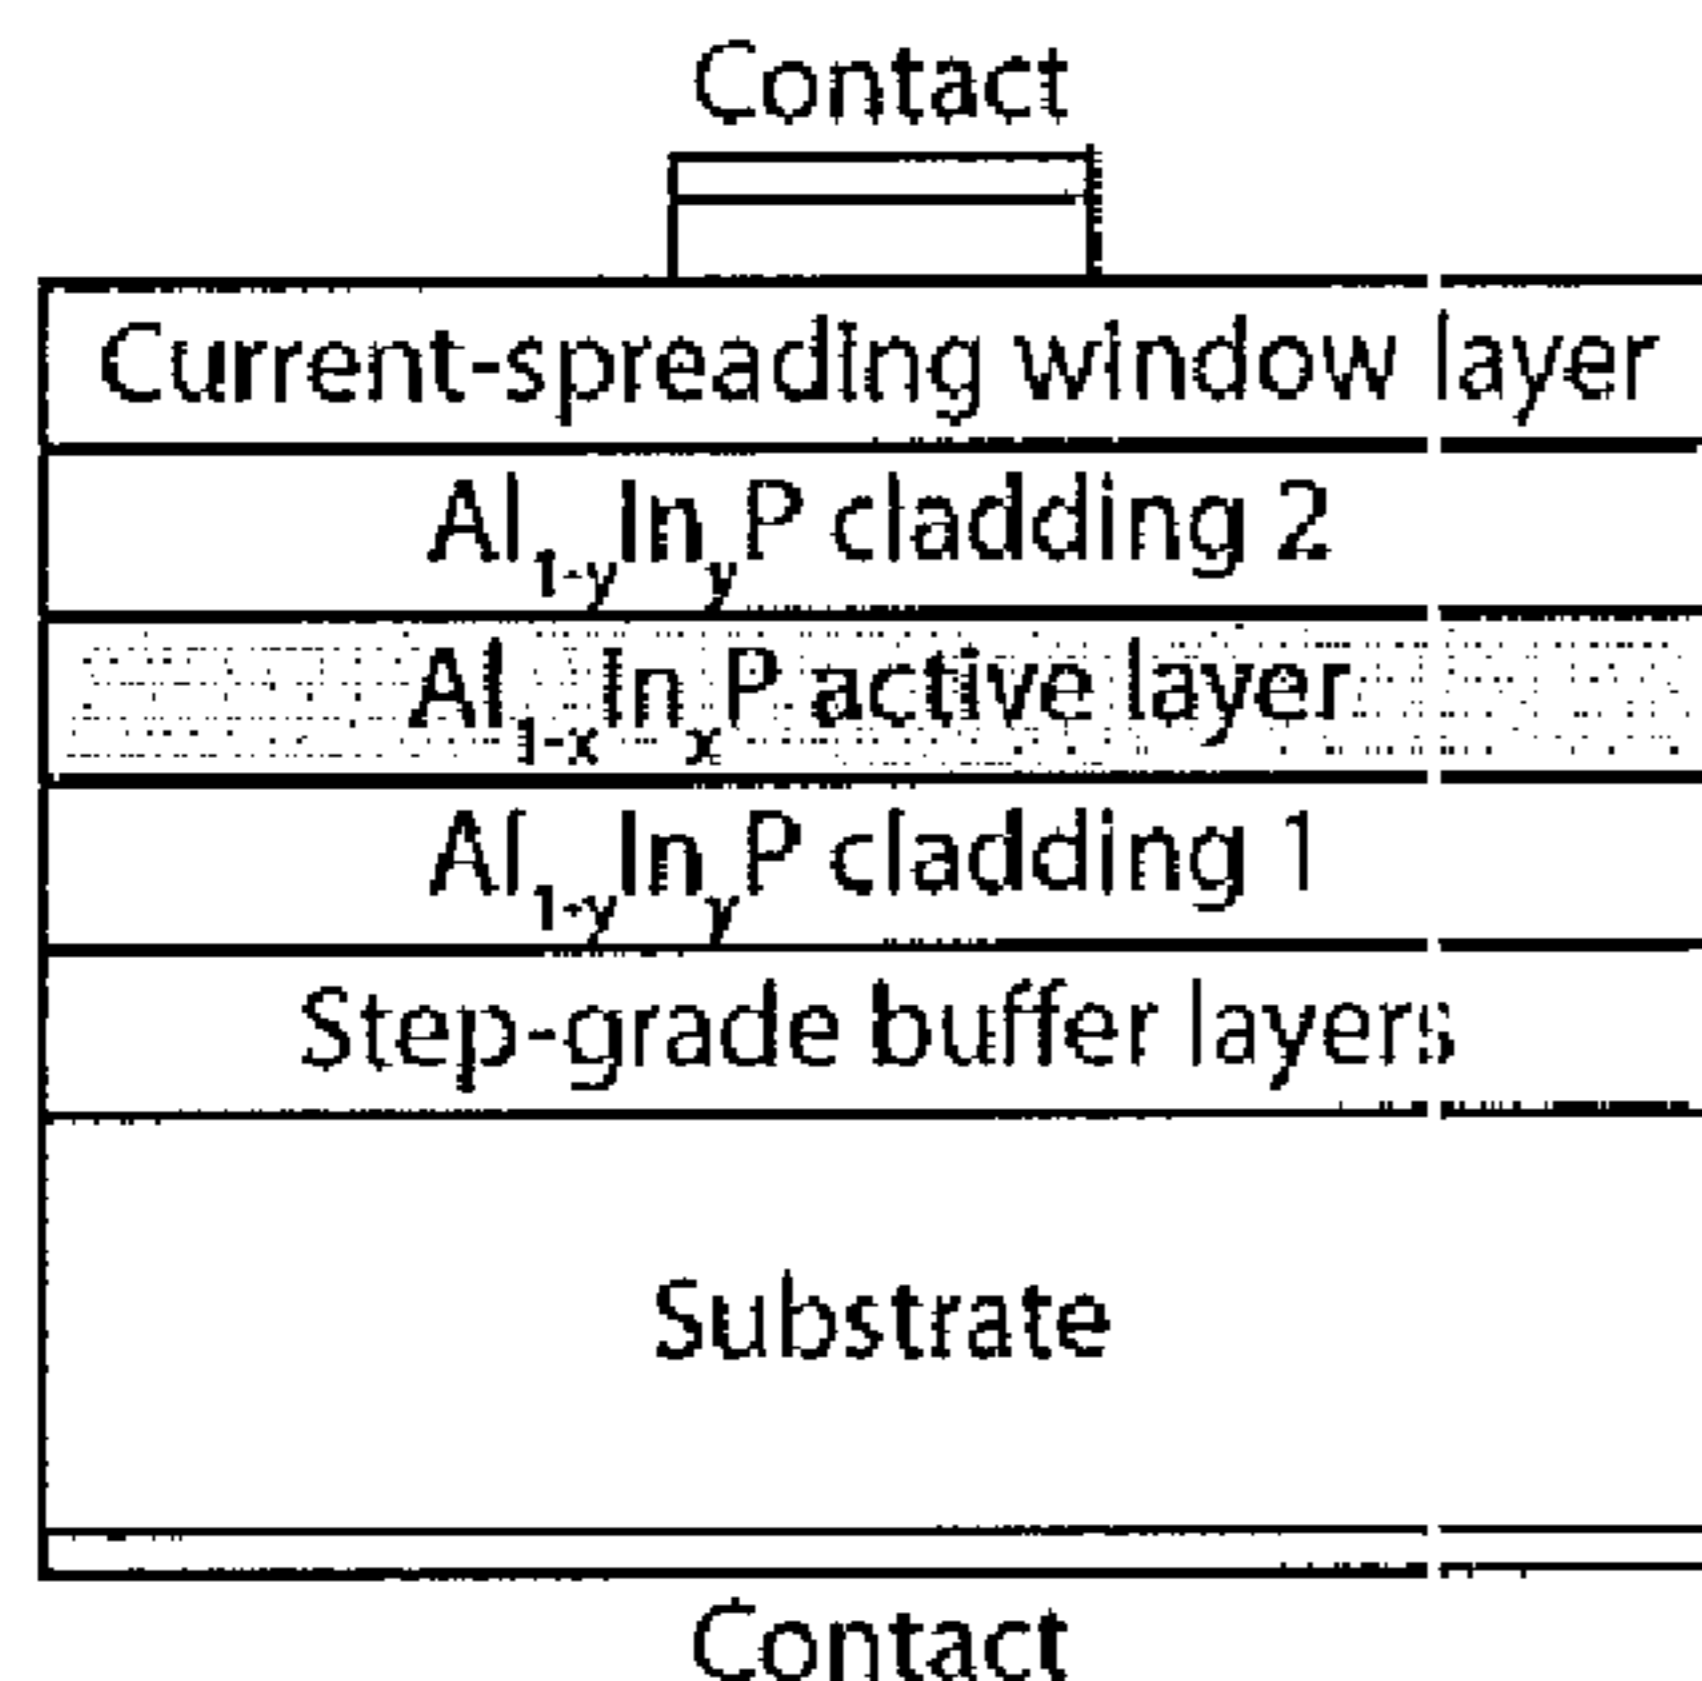 Contact
Current-spreading window layer
Al₁₋yInyP cladding 2
Al₁₋ₓInₓP active layer
Al₁₋yInyP cladding 1
Step-grade buffer layers
Substrate
Contact